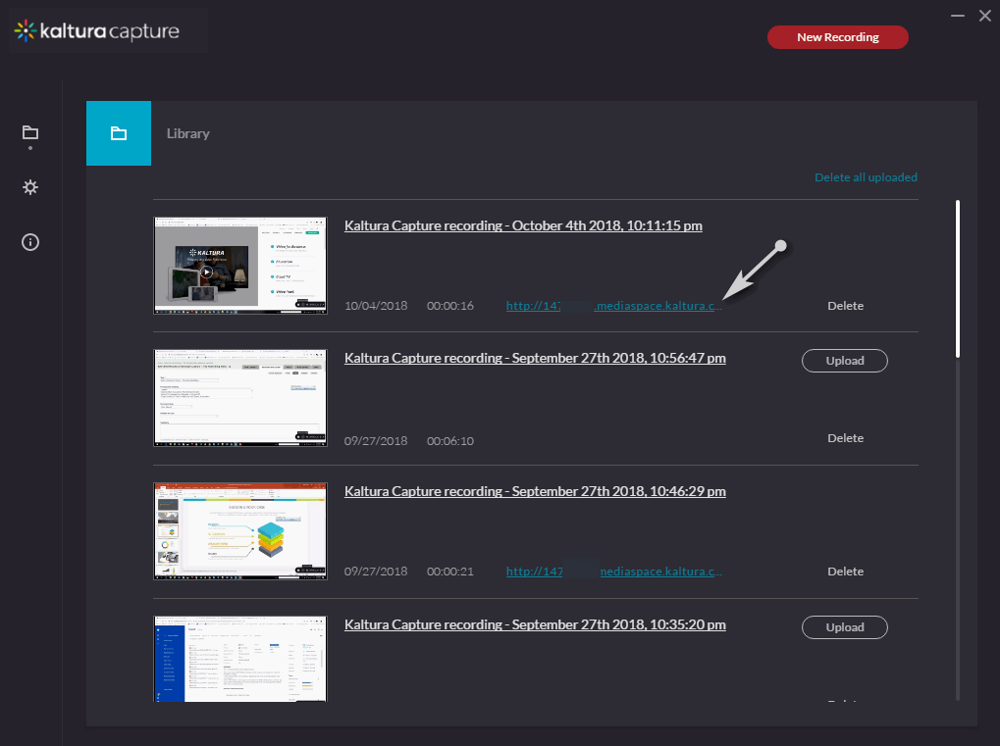 kaltura capture
New Recording
Library
Delete all uploaded
Kaltura Capture recording - October 4th 2018, 10:11:15 pm
10/04/2018 00:00:16 http://147 .mediaspace.kaltura.c... Delete
KALTURA
Kaltura Capture recording - September 27th 2018, 10:56:47 pm
Upload
09/27/2018 00:06:10
Delete
Kaltura Capture recording - September 27th 2018, 10:46:29 pm
09/27/2018 00:00:21 http://147 nediaspace.kaltura.c... Delete
Kaltura Capture recording - September 27th 2018, 10:35:20 pm
Upload